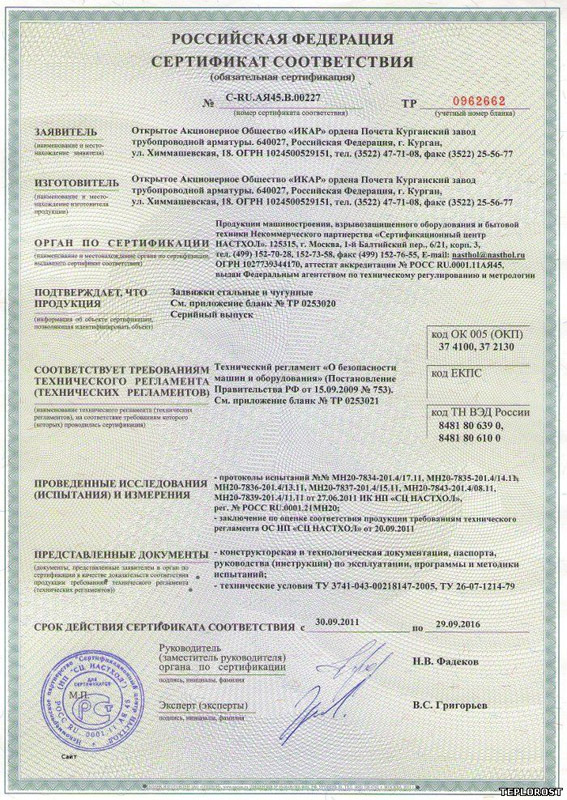 РОССИЙСКАЯ ФЕДЕРАЦИЯ
СЕРТИФИКАТ СООТВЕТСТВИЯ
(обязательная сертификация)
№ C-RU.АЯ45.В.00227 ТР 0962662
(номер сертификата соответствия) (учетный номер бланка)
ЗАЯВИТЕЛЬ
(наименование и место-
нахождение заявителя)
Открытое Акционерное Общество «ИКАР» ордена Почета Курганский завод
трубопроводной арматуры. 640027, Российская Федерация, г. Курган,
ул. Химмашевская, 18. ОГРН 1024500529151, тел. (3522) 47-71-08, факс (3522) 25-56-77
ИЗГОТОВИТЕЛЬ
(наименование и место-
нахождение изготовителя
продукции)
Открытое Акционерное Общество «ИКАР» ордена Почета Курганский завод
трубопроводной арматуры. 640027, Российская Федерация, г. Курган,
ул. Химмашевская, 18. ОГРН 1024500529151, тел. (3522) 47-71-08, факс (3522) 25-56-77
ОРГАН ПО СЕРТИФИКАЦИИ
(наименование и местонахождение органа по сертификации,
выдавшего сертификат соответствия)
Продукции машиностроения, взрывозащищенного оборудования и бытовой
техники Некоммерческого партнерства «Сертификационный центр
НАСТХОЛ». 125315, г. Москва, 1-й Балтийский пер., 6/21, корп. 3,
тел. (499) 152-70-28, 152-73-58, факс (499) 152-76-55, E-mail: nasthol@nasthol.ru
ОГРН 1027739344170, аттестат аккредитации № РОСС RU.0001.11АЯ45,
выдан Федеральным агентством по техническому регулированию и метрологии
ПОДТВЕРЖДАЕТ, ЧТО
ПРОДУКЦИЯ
(информация об объекте сертификации,
позволяющая идентифицировать объект)
Задвижки стальные и чугунные
См. приложение бланк № ТР 0253020
Серийный выпуск
код ОК 005 (ОКП)
37 4100, 37 2130
СООТВЕТСТВУЕТ ТРЕБОВАНИЯМ
ТЕХНИЧЕСКОГО РЕГЛАМЕНТА
(ТЕХНИЧЕСКИХ РЕГЛАМЕНТОВ)
(наименование технического регламента (технических
регламентов), на соответствие требованиям которого
(которых) проводилась сертификация)
Технический регламент «О безопасности
машин и оборудования» (Постановление
Правительства РФ от 15.09.2009 № 753).
См. приложение бланк № ТР 0253021
код ЕКПС
код ТН ВЭД России
8481 80 639 0,
8481 80 610 0
ПРОВЕДЕННЫЕ ИССЛЕДОВАНИЯ
(ИСПЫТАНИЯ) И ИЗМЕРЕНИЯ
- протоколы испытаний №№ МН20-7834-201.4/17.11, МН20-7835-201.4/14.11,
МН20-7836-201.4/13.11, МН20-7837-201.4/15.11, МН20-7843-201.4/08.11,
МН20-7839-201.4/11.11 от 27.06.2011 ИК НП «СЦ НАСТХОЛ»,
рег. № РОСС RU.0001.21МН20;
- заключение по оценке соответствия продукции требованиям технического
регламента ОС НП «СЦ НАСТХОЛ» от 20.09.2011
ПРЕДСТАВЛЕННЫЕ ДОКУМЕНТЫ
(документы, представленные заявителем в орган по
сертификации в качестве доказательств соответствия
продукции требованиям технического регламента
(технических регламентов))
- конструкторская и технологическая документация, паспорта,
руководства (инструкции) по эксплуатации, программы и методики
испытаний;
- технические условия ТУ 3741-043-00218147-2005, ТУ 26-07-1214-79
СРОК ДЕЙСТВИЯ СЕРТИФИКАТА СООТВЕТСТВИЯ с 30.09.2011 по 29.09.2016
Руководитель
(заместитель руководителя)
органа по сертификации
подпись, инициалы, фамилия
Н.В. Фадеков
Эксперт (эксперты)
подпись, инициалы, фамилия
В.С. Григорьев
Некоммерческое партнерство "Сертификационный центр НАСТХОЛ"
(НП "СЦ НАСТХОЛ")
ДЛЯ СЕРТИФИКАТОВ
М.П.
РОСС RU. 0001.
Сайт
TEPLOROST